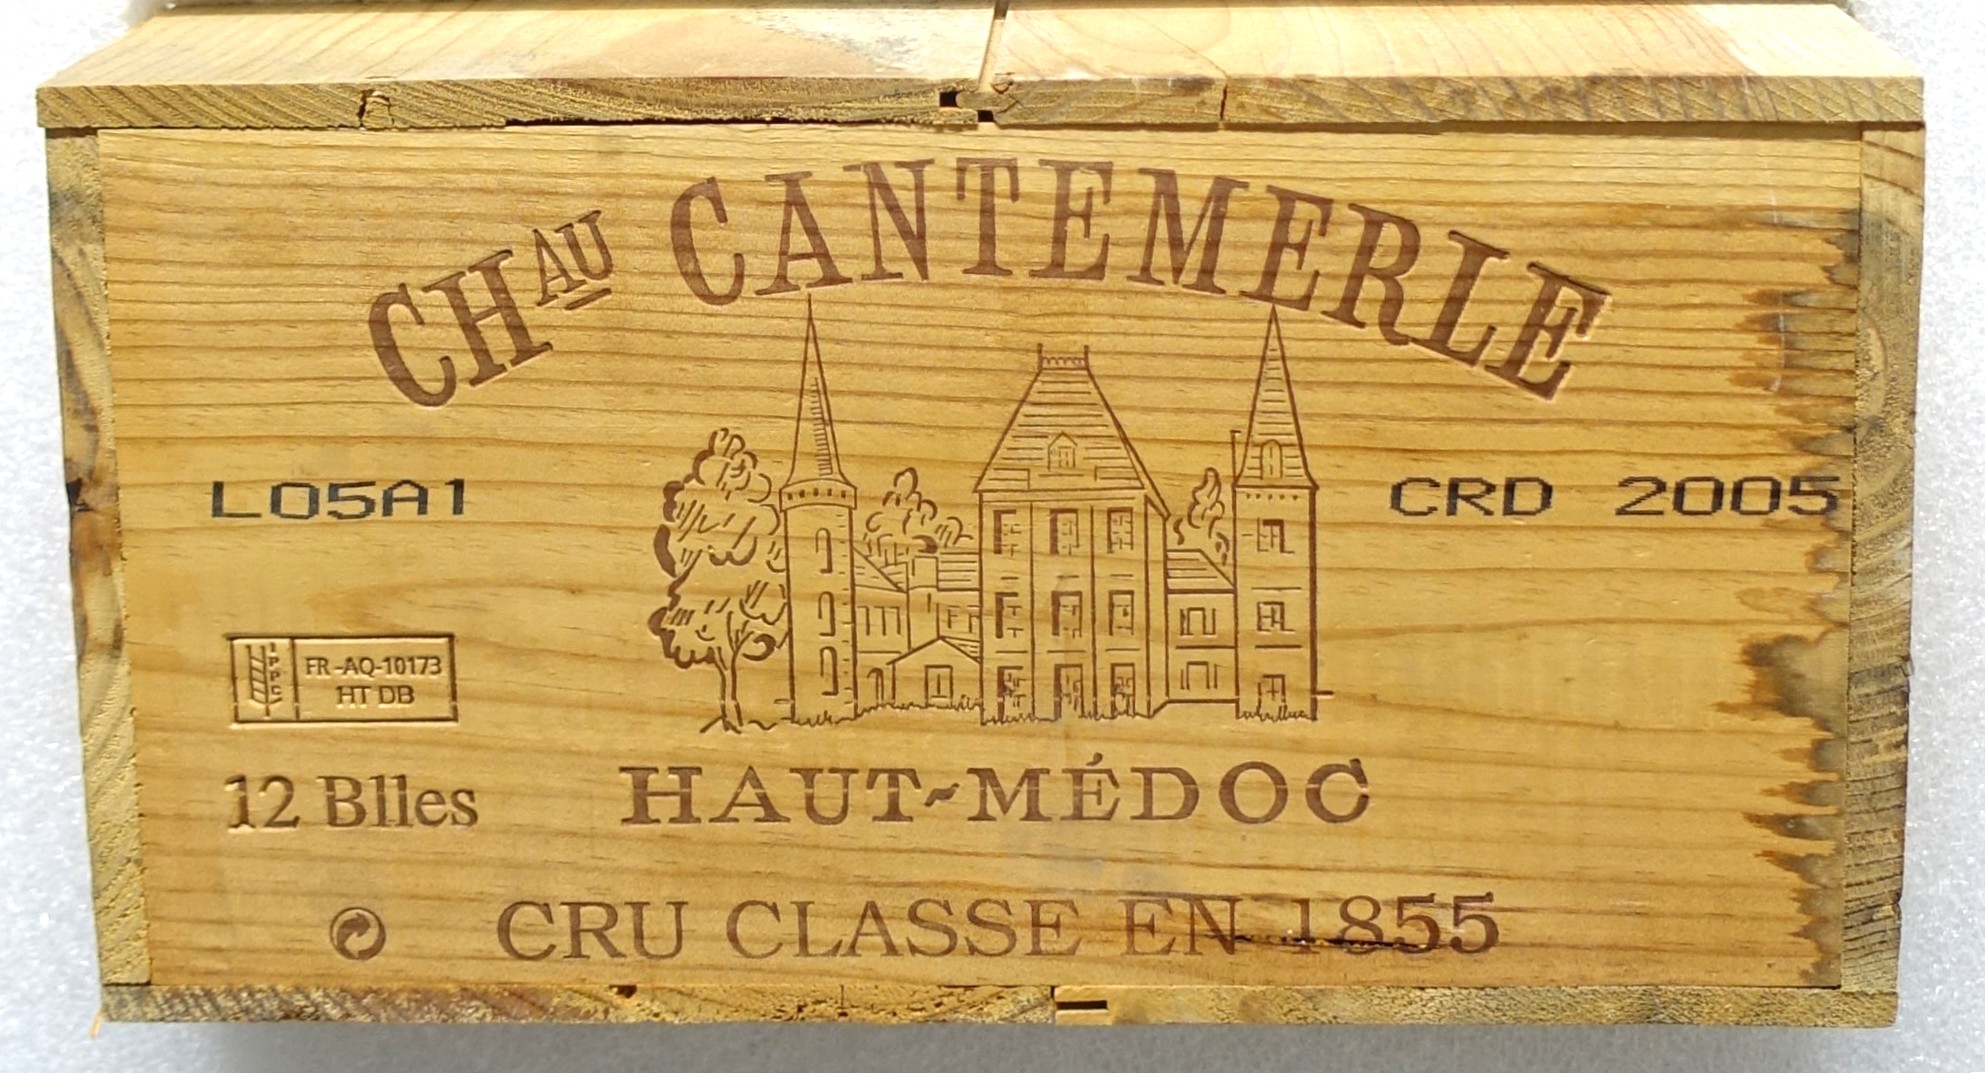 CHAU CANTEMERLE
L05A1
CRD 2005
IPPC
FR-AQ-10173
HT DB
12 Blles
HAUT-MÉDOC
CRU CLASSE EN 1855